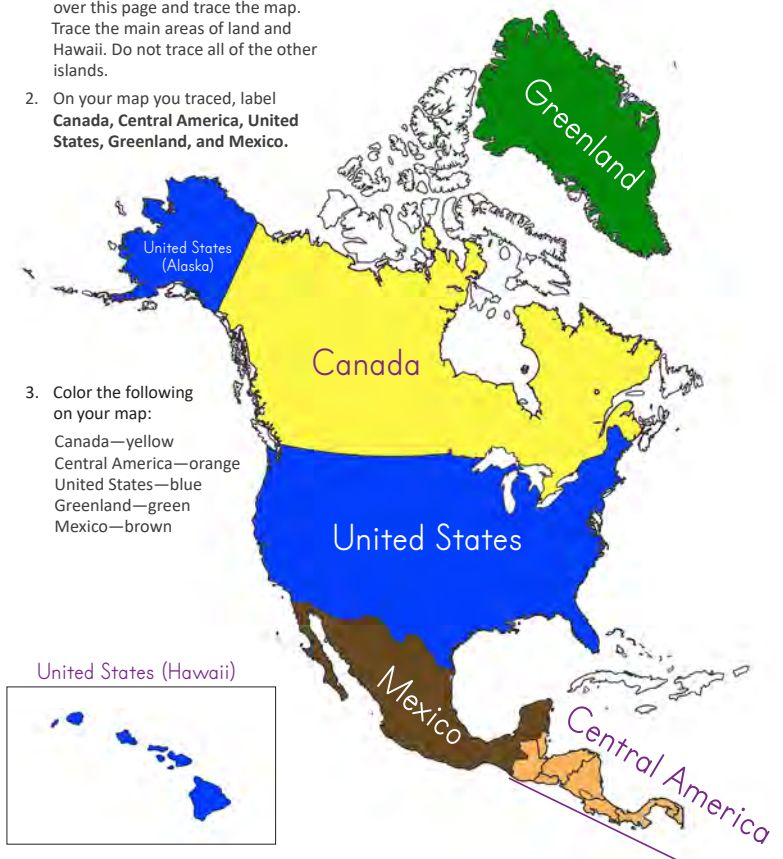 over this page and trace the map.
Trace the main areas of land and
Hawaii. Do not trace all of the other
islands.
2. On your map you traced, label
Canada, Central America, United
States, Greenland, and Mexico.
Greenland
United States
(Alaska)
Canada
3. Color the following
on your map:
Canada—yellow
Central America—orange
United States—blue
Greenland—green
Mexico—brown
United States
United States (Hawaii)
Mexico
Central America